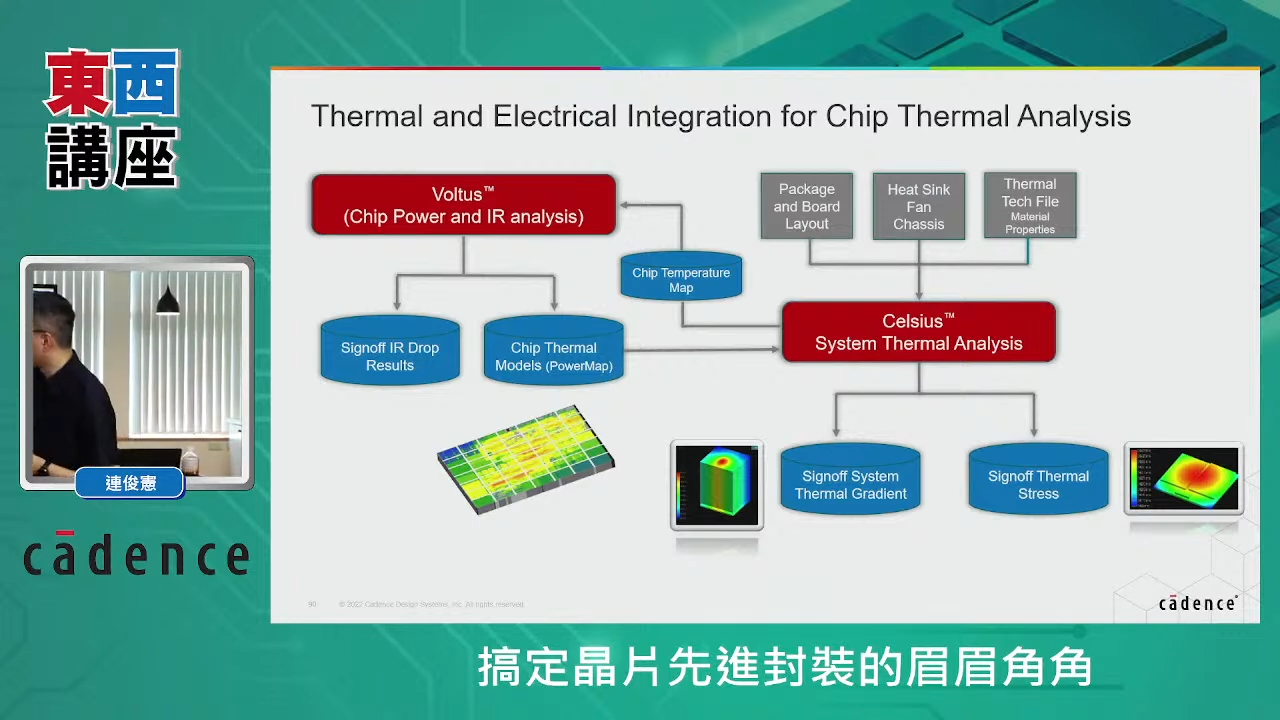 東西
講座
Thermal and Electrical Integration for Chip Thermal Analysis
Voltus™
(Chip Power and IR analysis)
Package
and Board
Layout
Heat Sink
Fan
Chassis
Thermal
Tech File
Material
Properties
Chip Temperature
Map
Celsius™
System Thermal Analysis
Signoff IR Drop
Results
Chip Thermal
Models (PowerMap)
Signoff System
Thermal Gradient
Signoff Thermal
Stress
連俊憲
cādence
90 © 2022 Cadence Design Systems, Inc. All rights reserved.
cādence®
搞定晶片先進封裝的眉眉角角